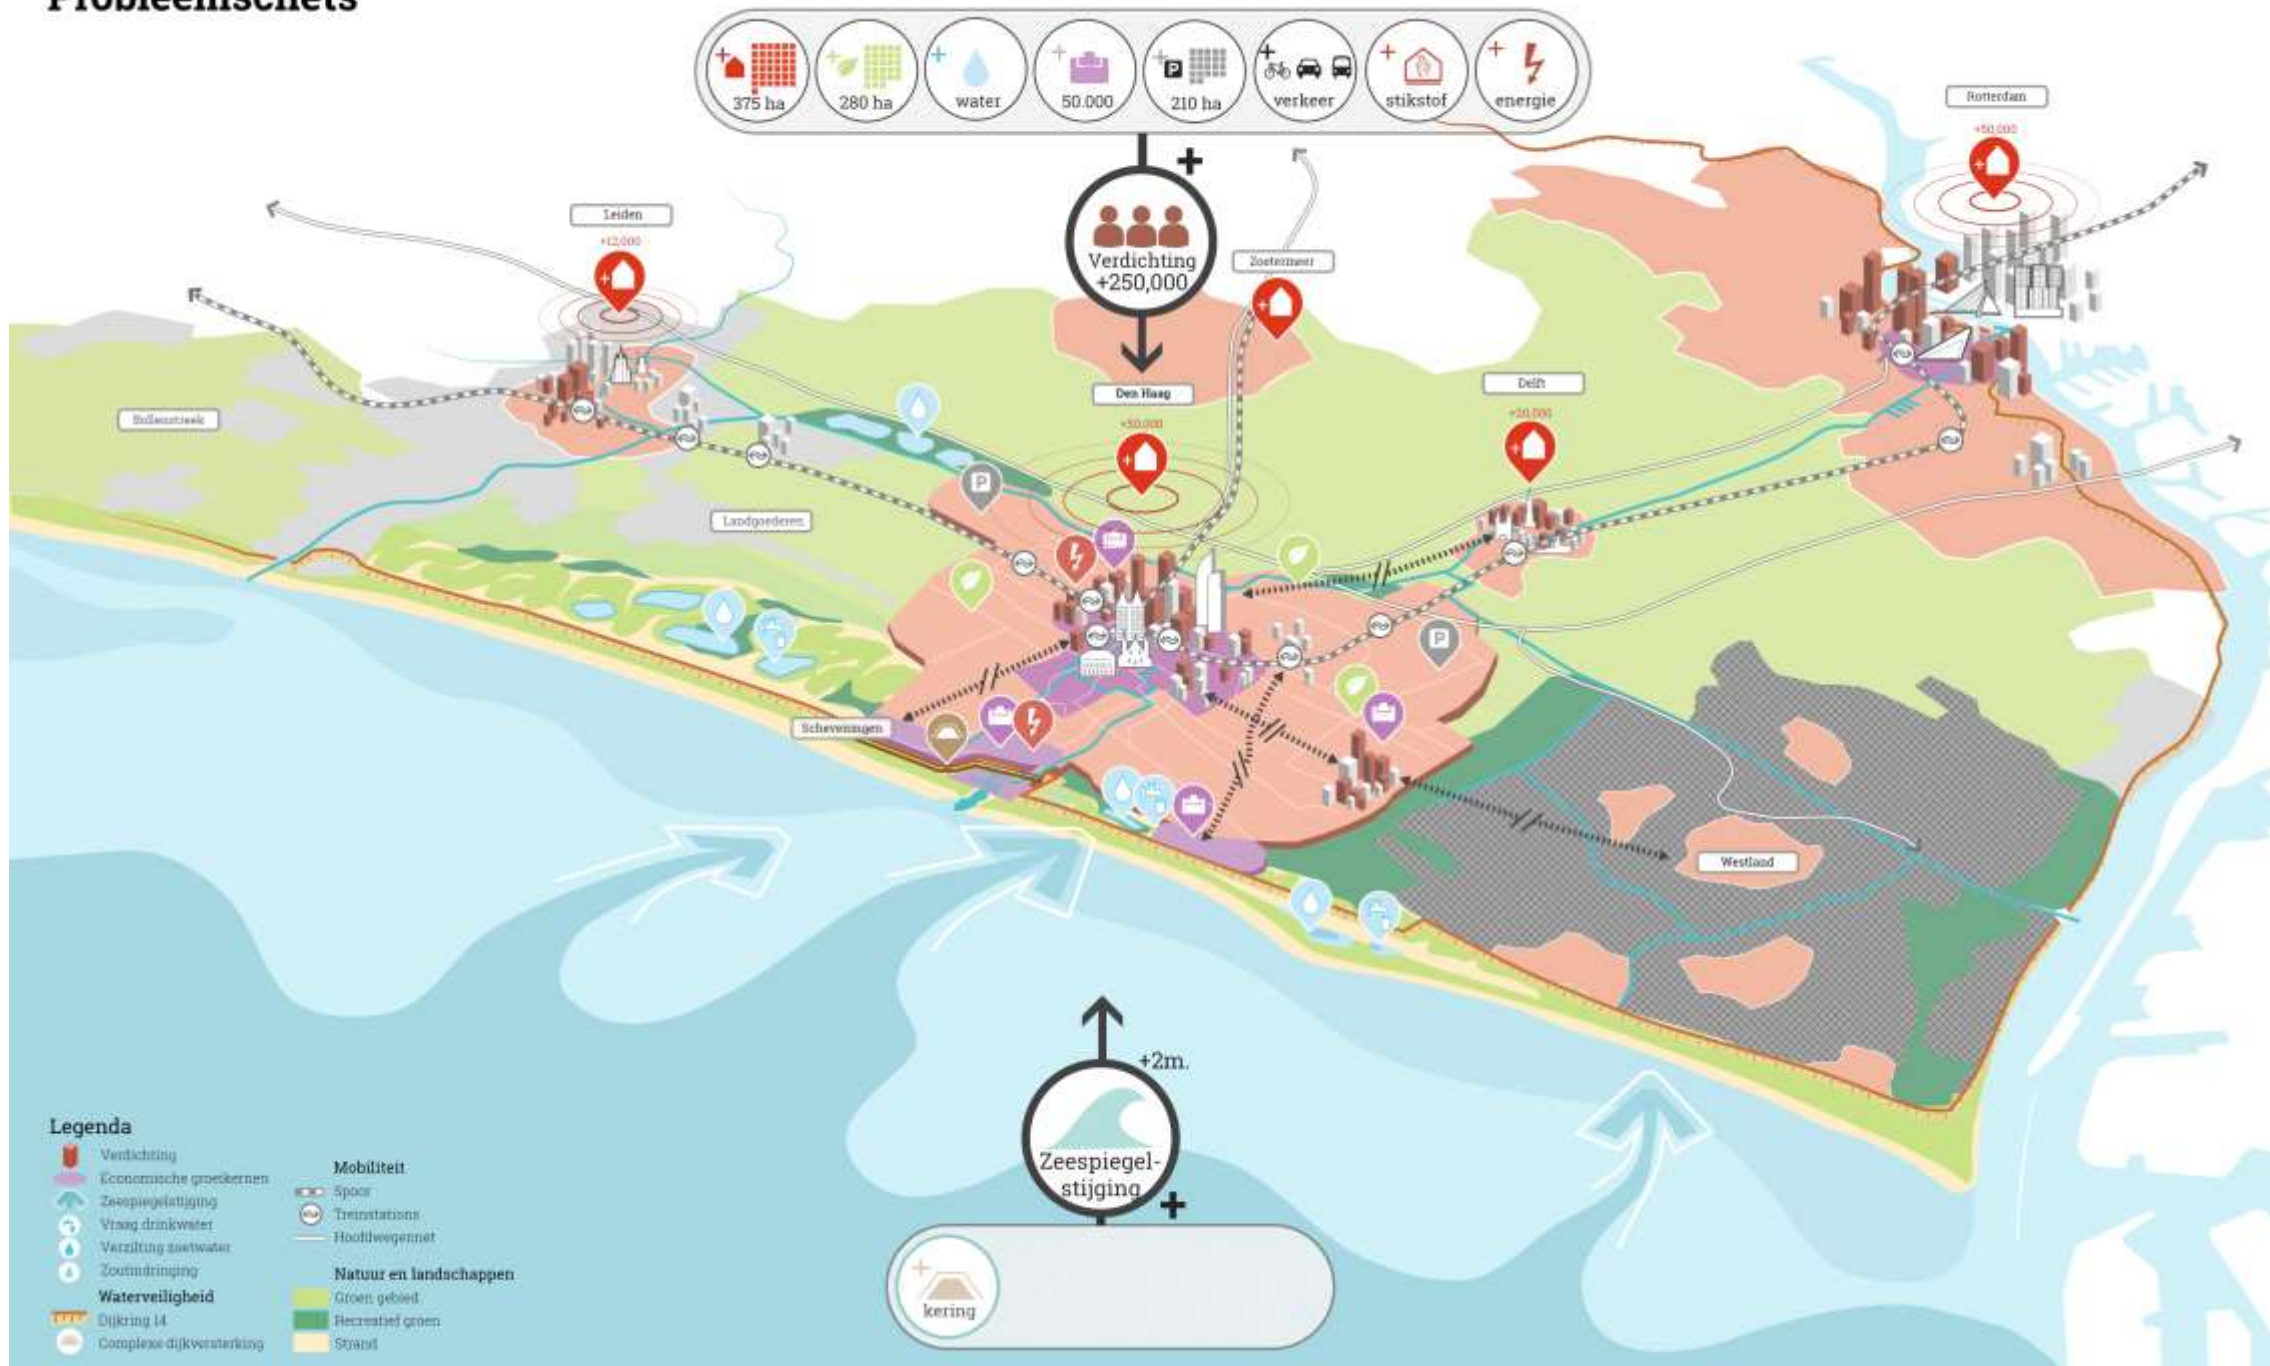 Probleemschets
375 ha
280 ha
water
50.000
P
210 ha
verkeer
stikstof
energie
Rotterdam
+50,000
Leiden
+12,000
Verdichting
+250,000
Zoetermeer
Den Haag
+50,000
Delft
+20,000
Bollenstreek
Landgoederen
P
P
Scheveningen
Westland
+2m.
Zeespiegel-
stijging
kering
Legenda
Verdichting
Economische groeikernen
Zeespiegelstijging
Vraag drinkwater
Verzilting zoetwater
Zoutindringing
Waterveiligheid
Dijkring 14
Complexe dijkversterking
Mobiliteit
Spoor
Treinstations
Hoofdwegennet
Natuur en landschappen
Groen gebied
Recreatief groen
Strand